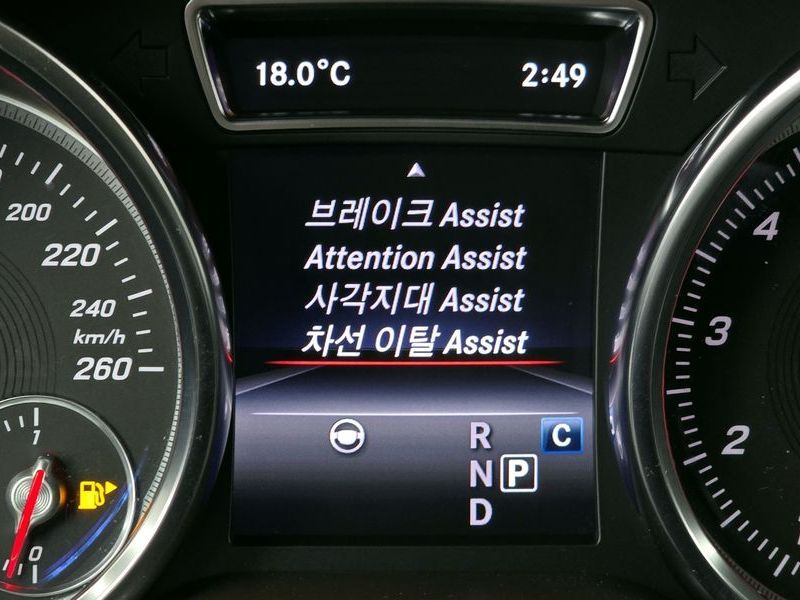 18.0°C 2:49
브레이크 Assist
Attention Assist
사각지대 Assist
차선 이탈 Assist
200
220
240
km/h
260
1
0
R
C
N P
D
4
3
2